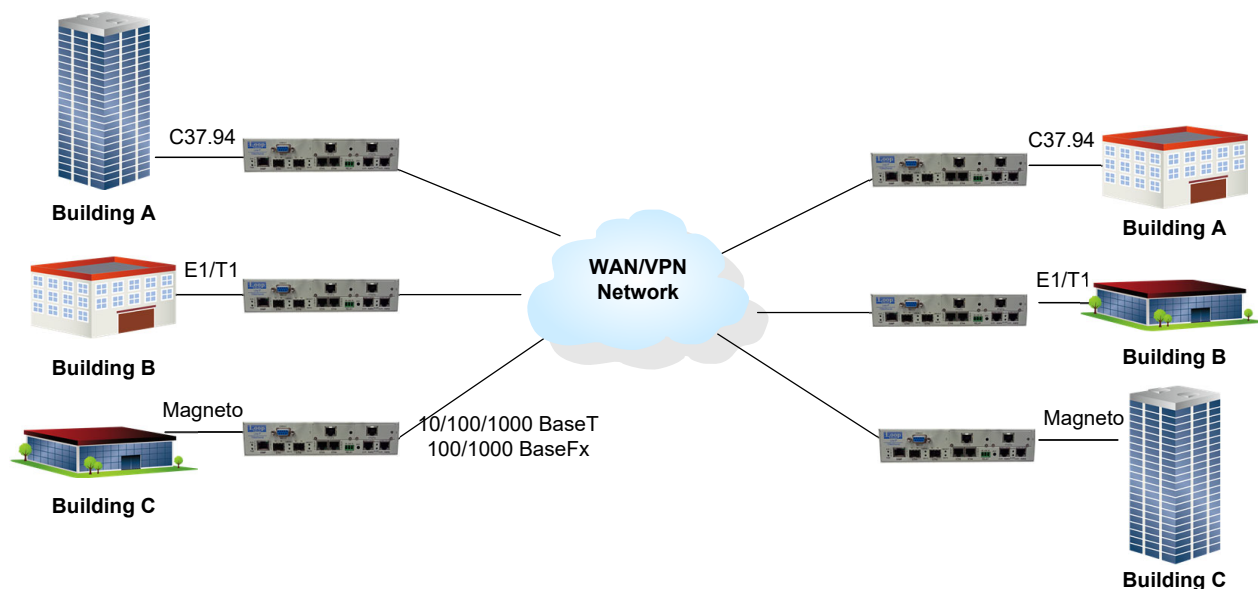 C37.94
Building A
E1/T1
Building B
Magneto
Building C
10/100/1000 BaseT
100/1000 BaseFx
WAN/VPN
Network
C37.94
Building A
E1/T1
Building B
Magneto
Building C